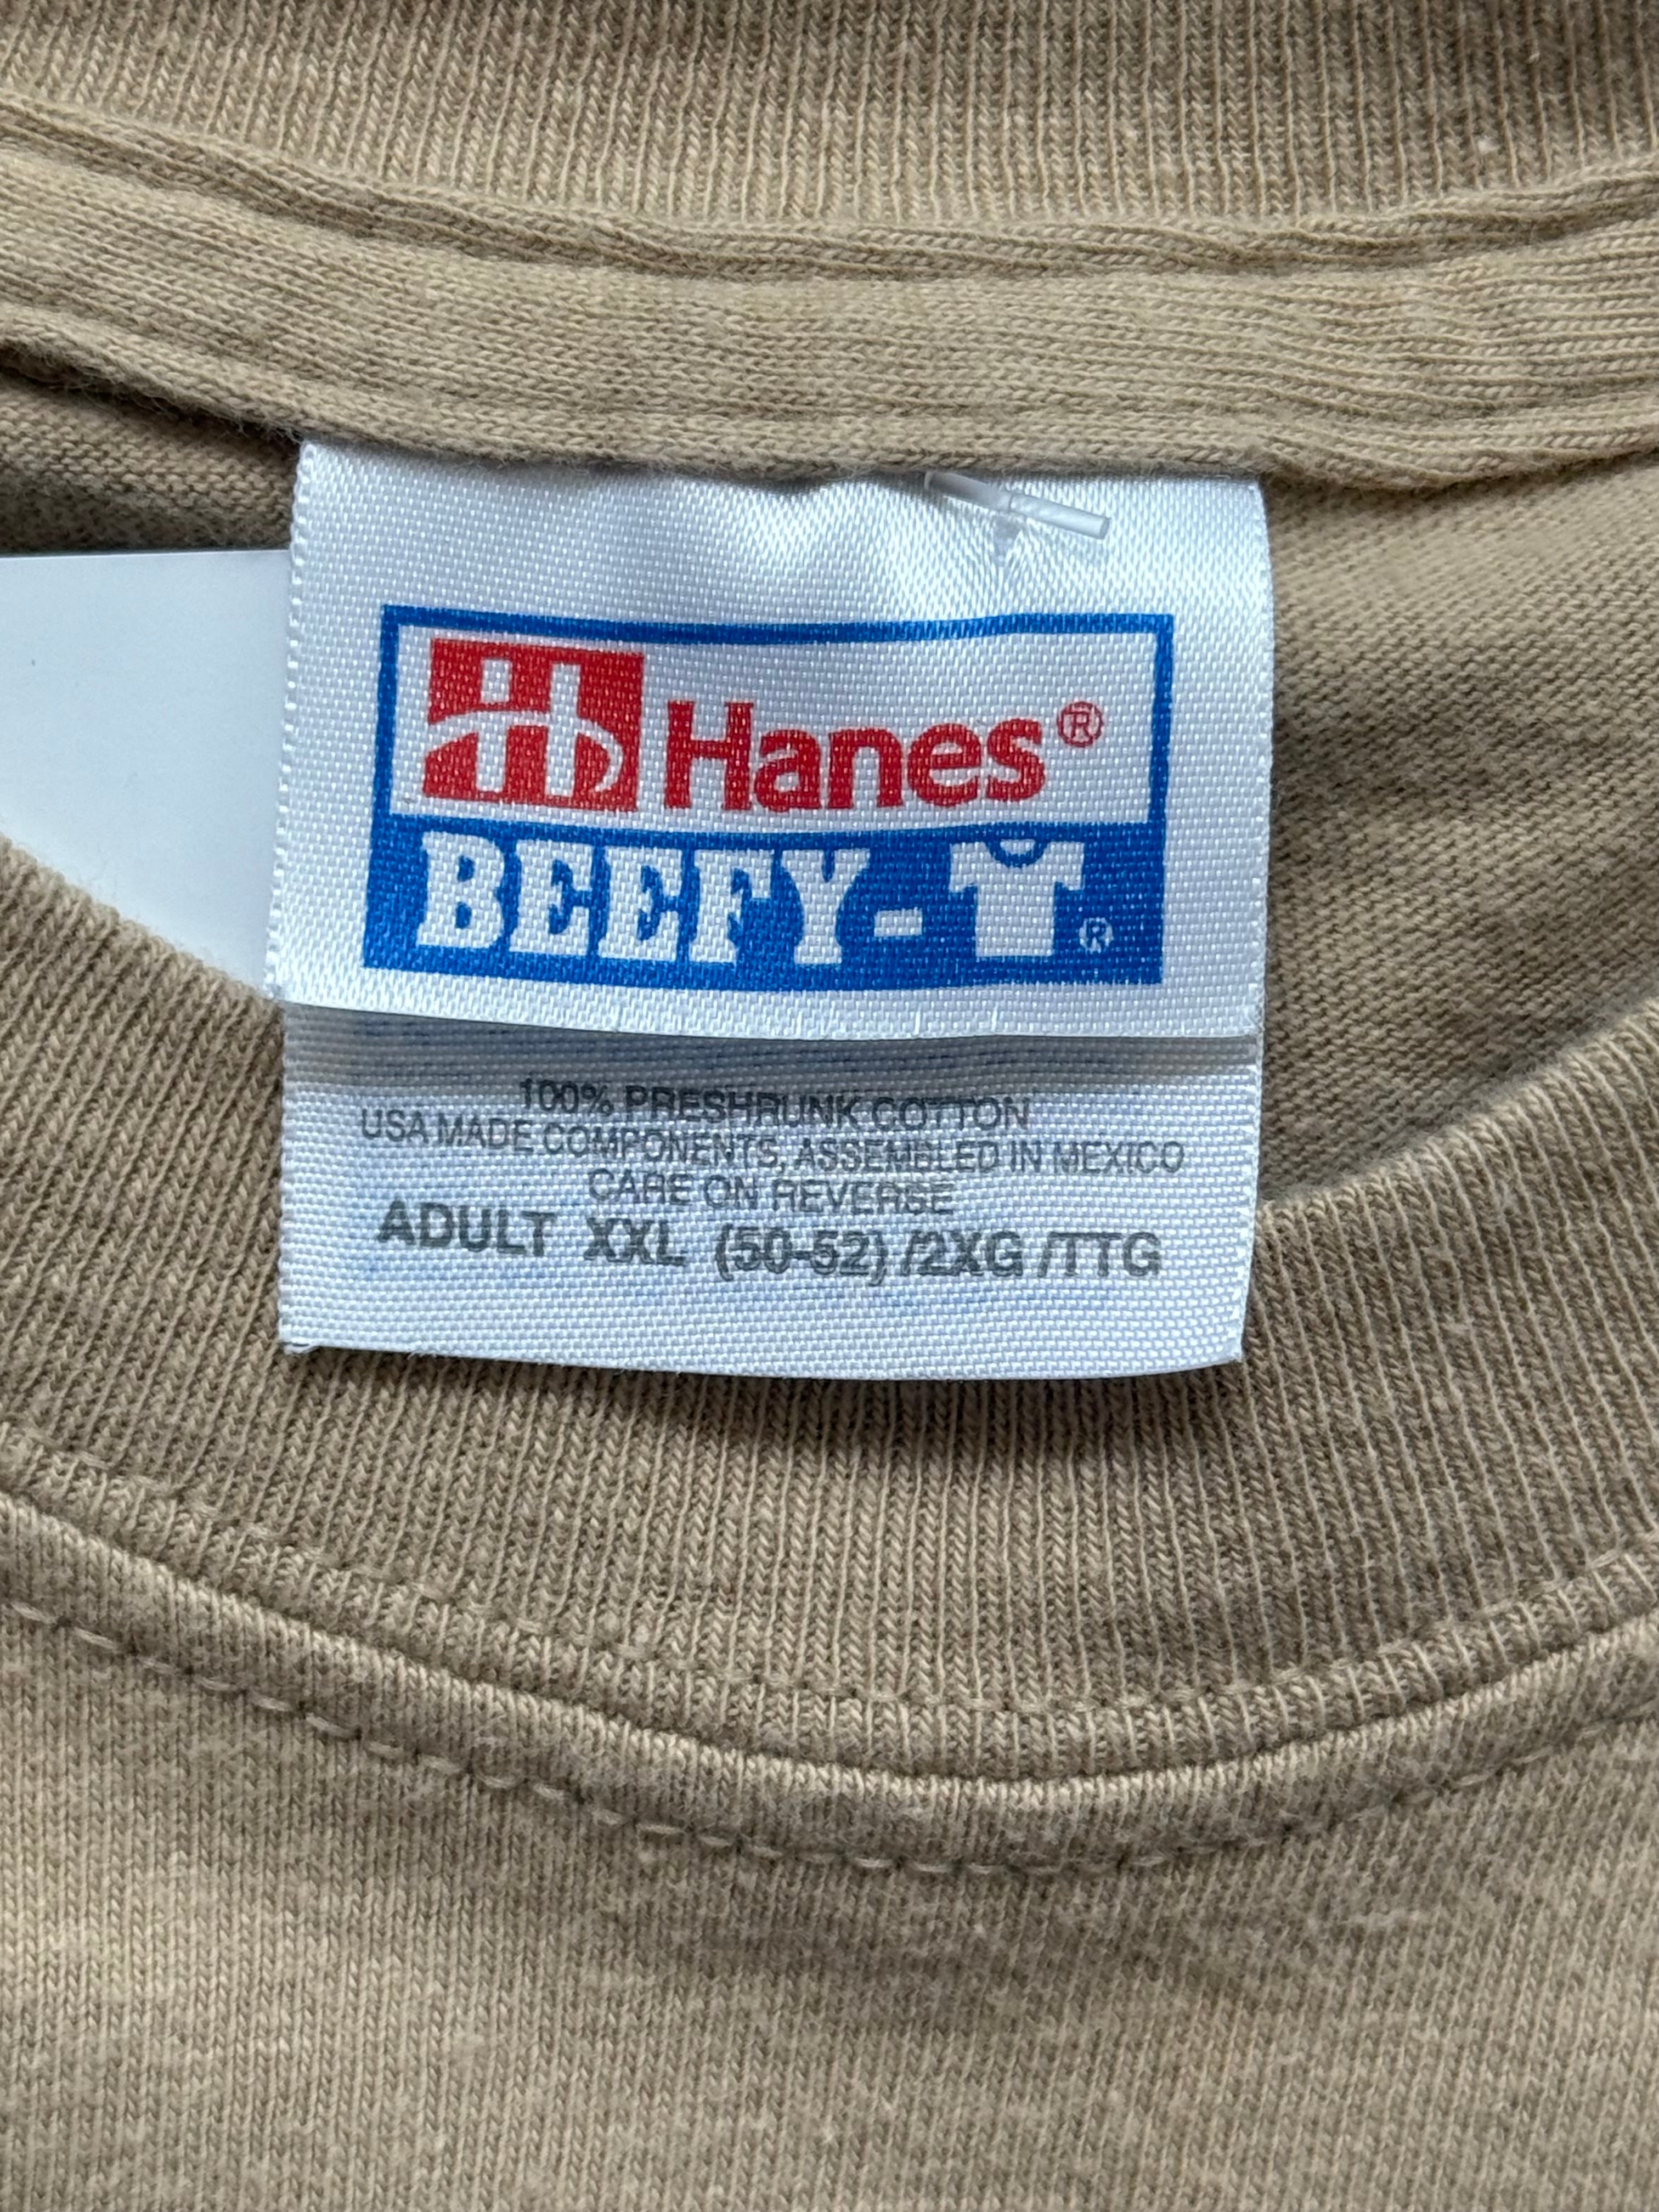 Hanes®
BEEFY-T®
100% PRESHRUNK COTTON
USA MADE COMPONENTS, ASSEMBLED IN MEXICO
CARE ON REVERSE
ADULT XXL (50-52) /2XG /TTG